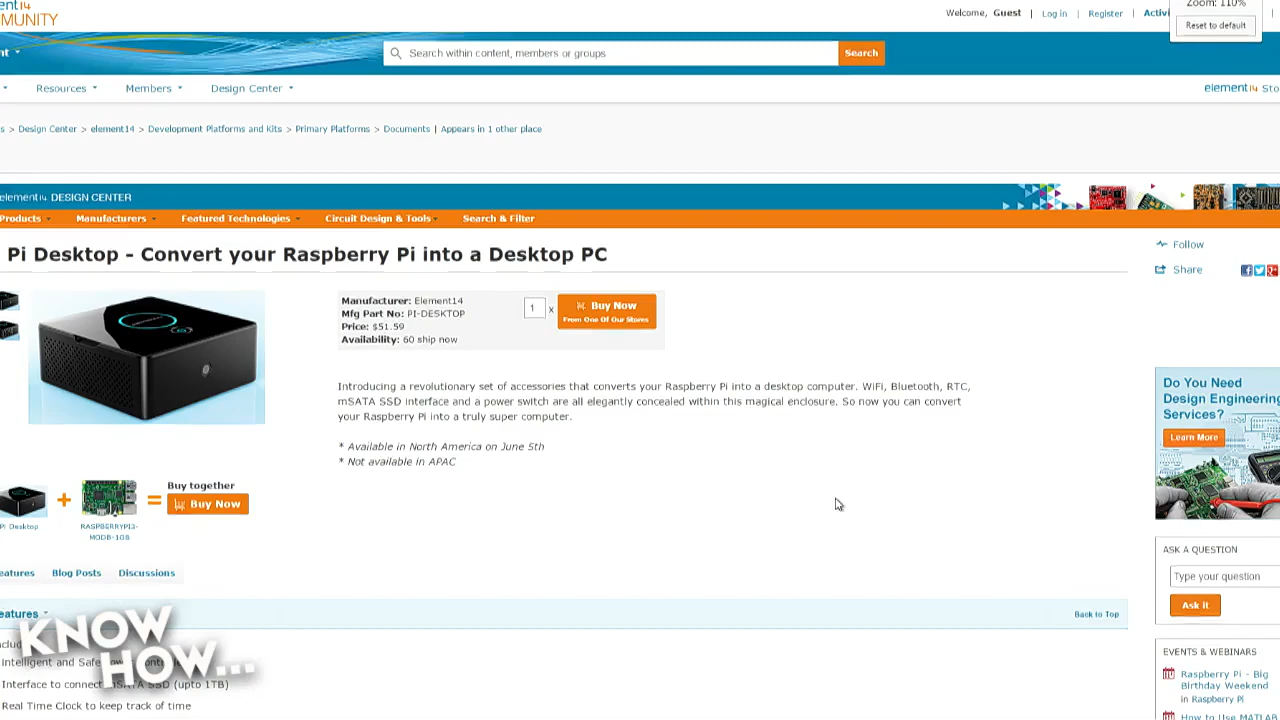 ent14
MUNITY
Welcome, Guest | Log in | Register | Activi
Zoom: 110%
Reset to default
nt
Search within content, members or groups
Search
Resources
Members
Design Center
element14 Sto
s > Design Center > element14 > Development Platforms and Kits > Primary Platforms > Documents | Appears in 1 other place
element14 DESIGN CENTER
Products
Manufacturers
Featured Technologies
Circuit Design & Tools
Search & Filter
Pi Desktop - Convert your Raspberry Pi into a Desktop PC
Follow
Share
Manufacturer: Element14
Mfg Part No: PI-DESKTOP
Price: $51.59
Availability: 60 ship now
1 x
Buy Now
From One Of Our Stores
Introducing a revolutionary set of accessories that converts your Raspberry Pi into a desktop computer. WiFi, Bluetooth, RTC,
mSATA SSD interface and a power switch are all elegantly concealed within this magical enclosure. So now you can convert
your Raspberry Pi into a truly super computer.
* Available in North America on June 5th
* Not available in APAC
Do You Need
Design Engineering
Services?
Learn More
Buy together
Buy Now
Pi Desktop
RASPBERRYPI3-
MODB-1GB
eatures
Blog Posts
Discussions
ASK A QUESTION
Type your question
Ask it
eatures
Back to Top
KNOW
HOW...
Intelligent and Safe
Interface to connect mSATA SSD (upto 1TB)
Real Time Clock to keep track of time
EVENTS & WEBINARS
Raspberry Pi - Big
Birthday Weekend
in Raspberry Pi
How to Use MATLAB